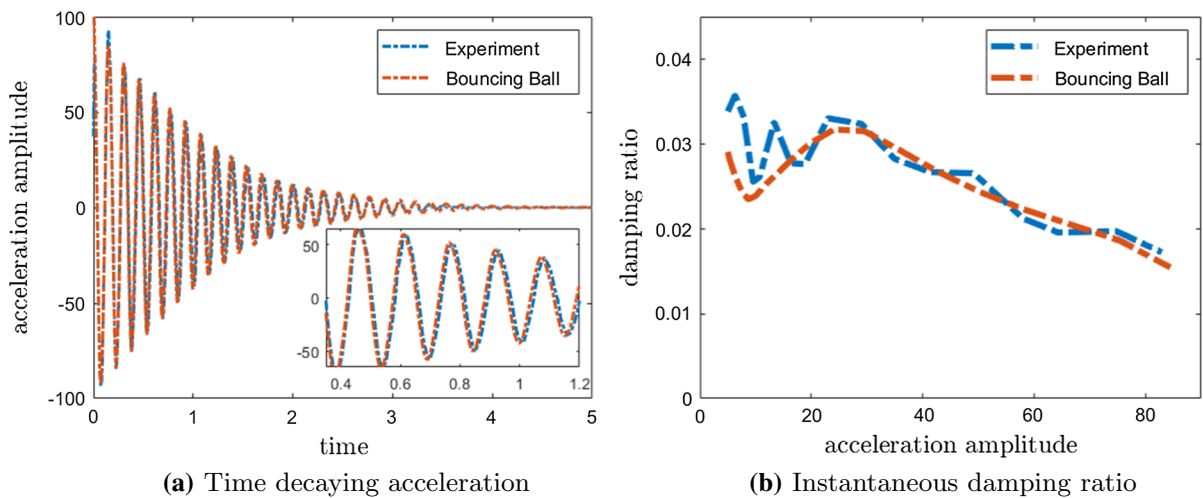 100
50
0
-50
-100
acceleration amplitude
Experiment
Bouncing Ball
50
0
-50
0.4 0.6 0.8 1 1.2
0 1 2 3 4 5
time
(a) Time decaying acceleration
0.04
0.03
0.02
0.01
0
damping ratio
Experiment
Bouncing Ball
0 20 40 60 80
acceleration amplitude
(b) Instantaneous damping ratio